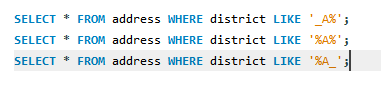 SELECT * FROM address WHERE district LIKE '_A%';
SELECT * FROM address WHERE district LIKE '%A%';
SELECT * FROM address WHERE district LIKE '%A_';